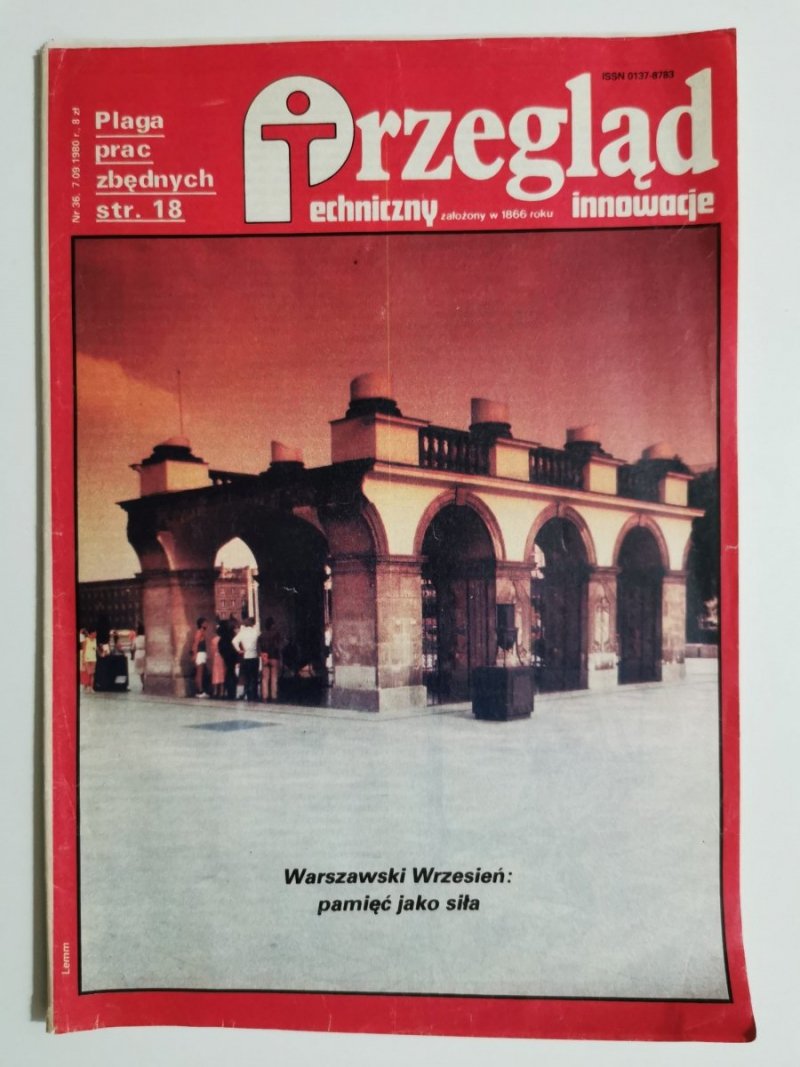 ISSN 0137-8783
Plaga
prac
zbędnych
str. 18
Przegląd
Techniczny założony w 1866 roku innowacje
Nr 36, 7.09 1980 r., 8 zł
Warszawski Wrzesień:
pamięć jako siła
Lemm